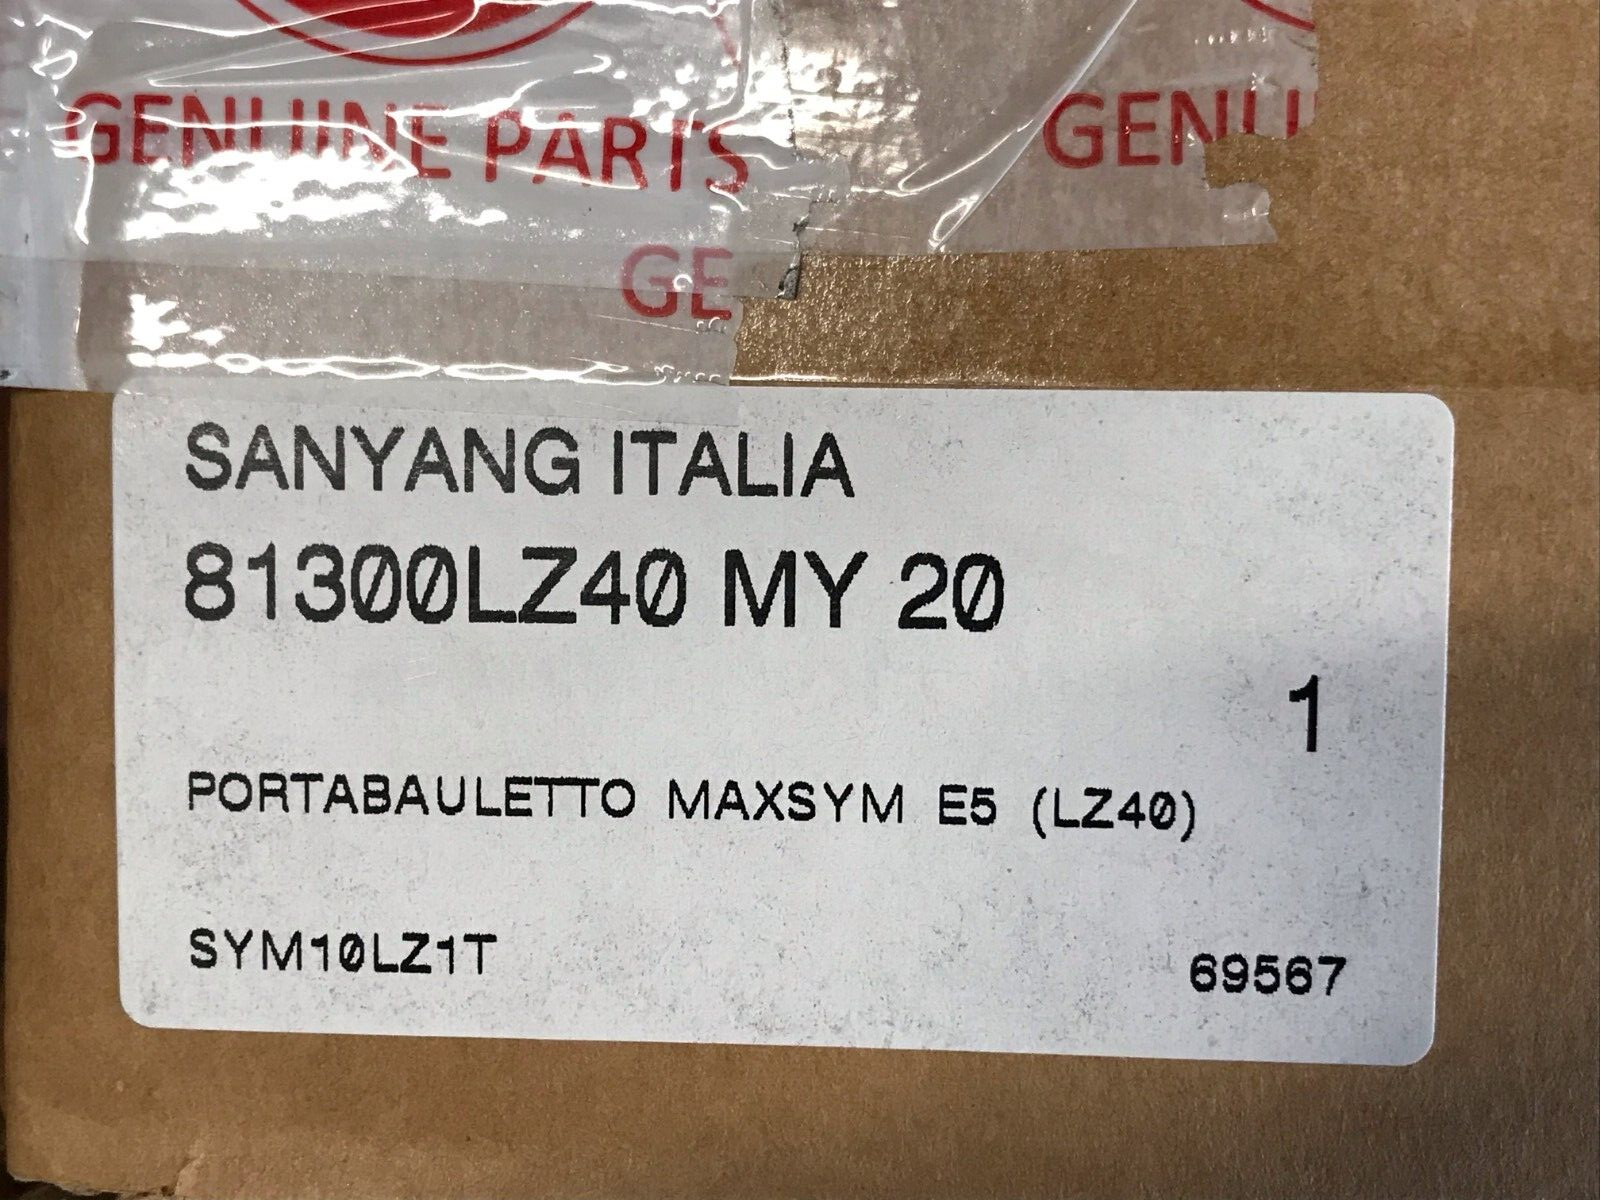 GENUINE PARTS
GENU
GE
SANYANG ITALIA
81300LZ40 MY 20
1
PORTABAULETTO MAXSYM E5 (LZ40)
SYM10LZ1T
69567